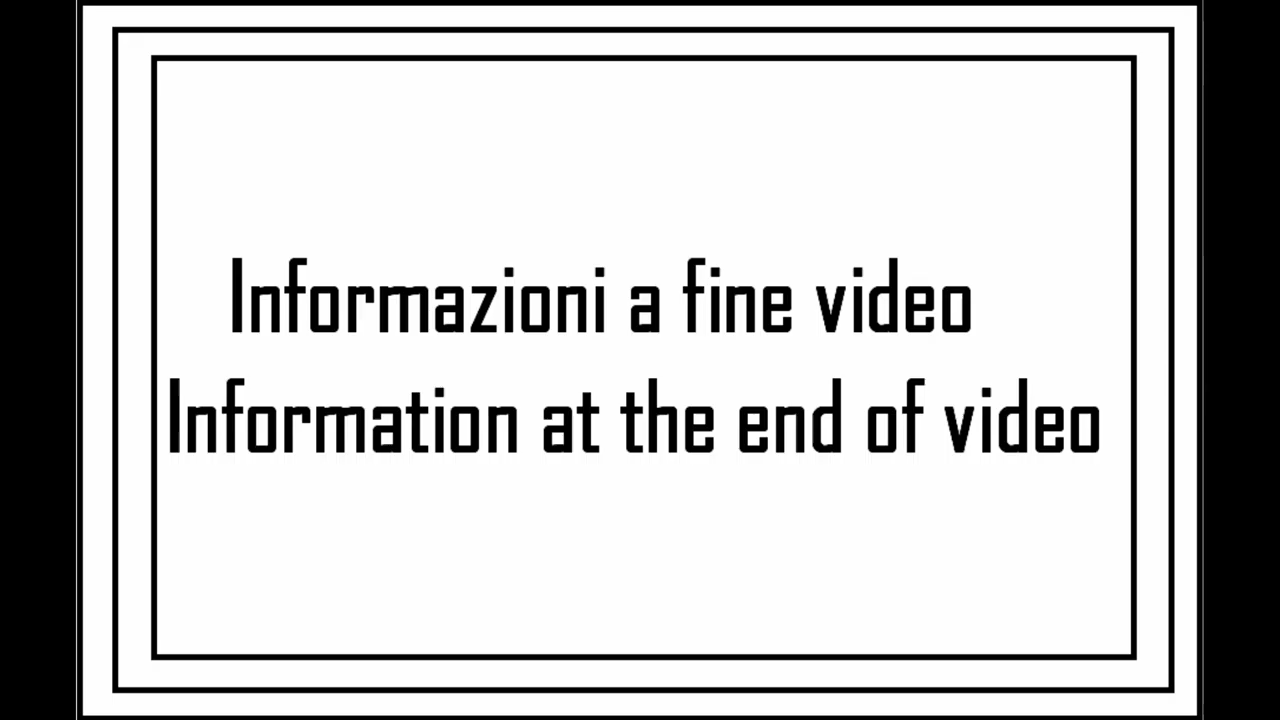 Informazioni a fine video
Information at the end of video